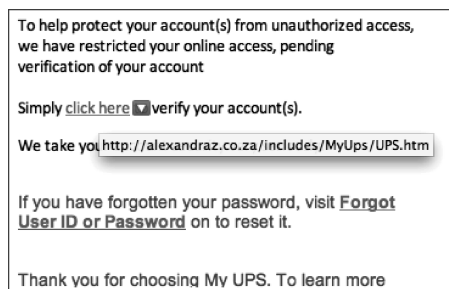 To help protect your account(s) from unauthorized access,
we have restricted your online access, pending
verification of your account
Simply click here verify your account(s).
We take you
http://alexandraz.co.za/includes/MyUps/UPS.htm
If you have forgotten your password, visit Forgot
User ID or Password on to reset it.
Thank you for choosing My UPS. To learn more